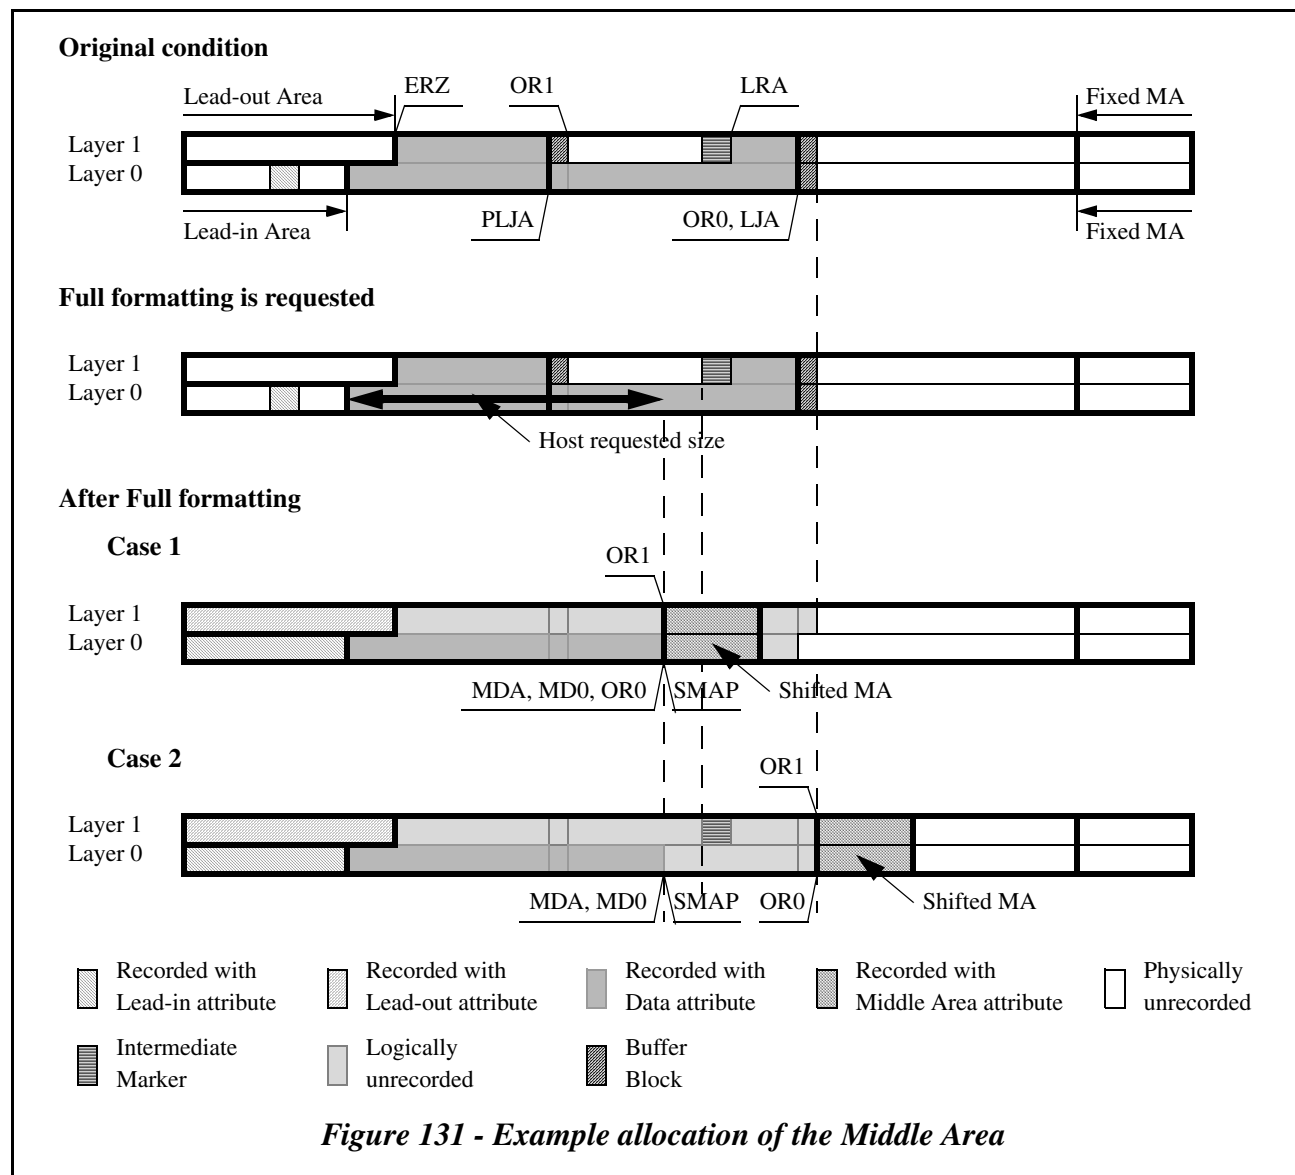 Original condition
Lead-out Area
ERZ
OR1
LRA
Fixed MA
Layer 1
Layer 0
Lead-in Area
PLJA
OR0, LJA
Fixed MA
Full formatting is requested
Layer 1
Layer 0
Host requested size
After Full formatting
Case 1
OR1
Layer 1
Layer 0
MDA, MD0, OR0
SMAP
Shifted MA
Case 2
OR1
Layer 1
Layer 0
MDA, MD0
SMAP
OR0
Shifted MA
Recorded with
Lead-in attribute
Recorded with
Lead-out attribute
Recorded with
Data attribute
Recorded with
Middle Area attribute
Physically
unrecorded
Intermediate
Marker
Logically
unrecorded
Buffer
Block
Figure 131 - Example allocation of the Middle Area